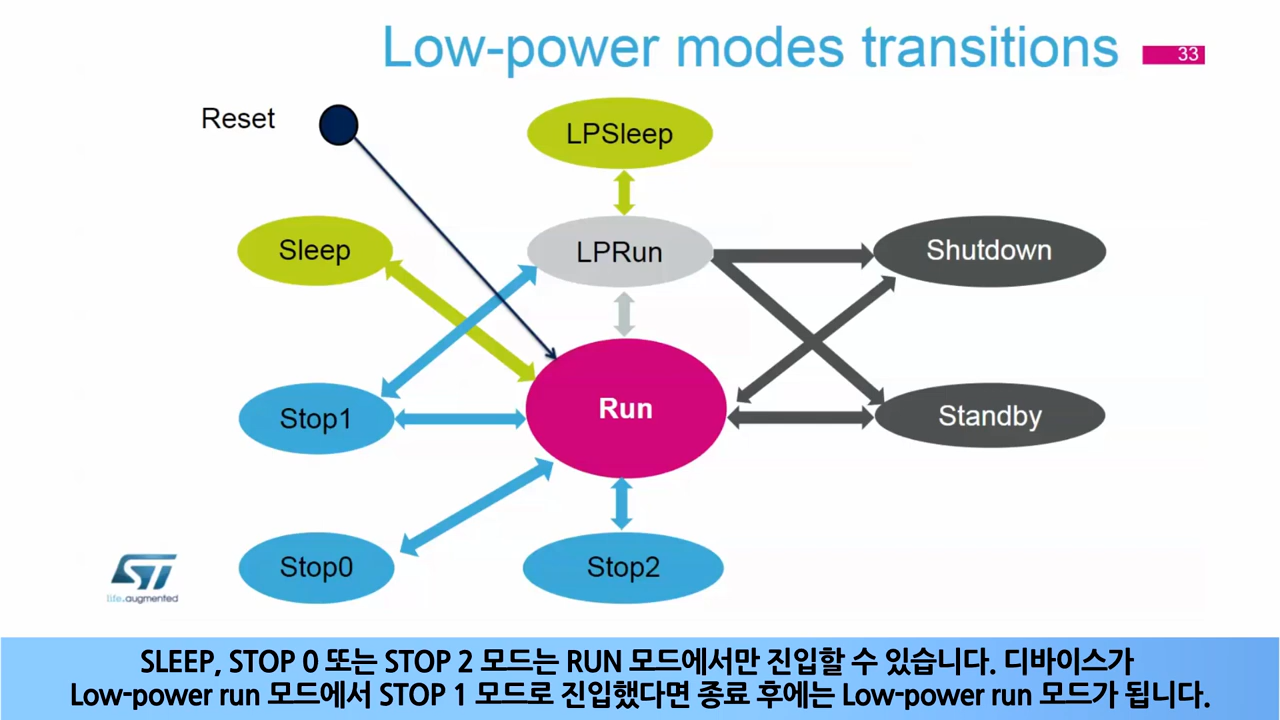 Low-power modes transitions
33
Reset
LPSleep
Sleep
LPRun
Shutdown
Stop1
Run
Standby
Stop0
Stop2
ST
life.augmented
SLEEP, STOP 0 또는 STOP 2 모드는 RUN 모드에서만 진입할 수 있습니다. 디바이스가
Low-power run 모드에서 STOP 1 모드로 진입했다면 종료 후에는 Low-power run 모드가 됩니다.